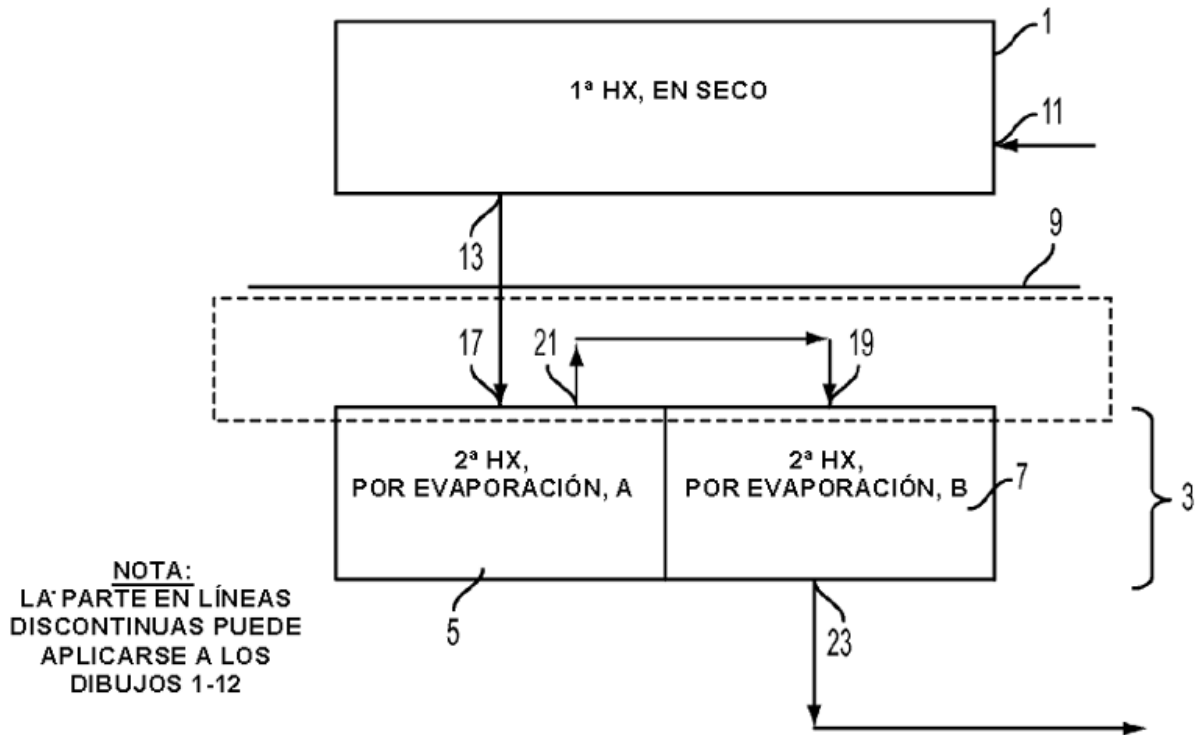 1
1ª HX, EN SECO
11
13
9
17
21
19
2ª HX,
POR EVAPORACIÓN, A
2ª HX,
POR EVAPORACIÓN, B
7
3
NOTA:
LA PARTE EN LÍNEAS
DISCONTINUAS PUEDE
APLICARSE A LOS
DIBUJOS 1-12
5
23